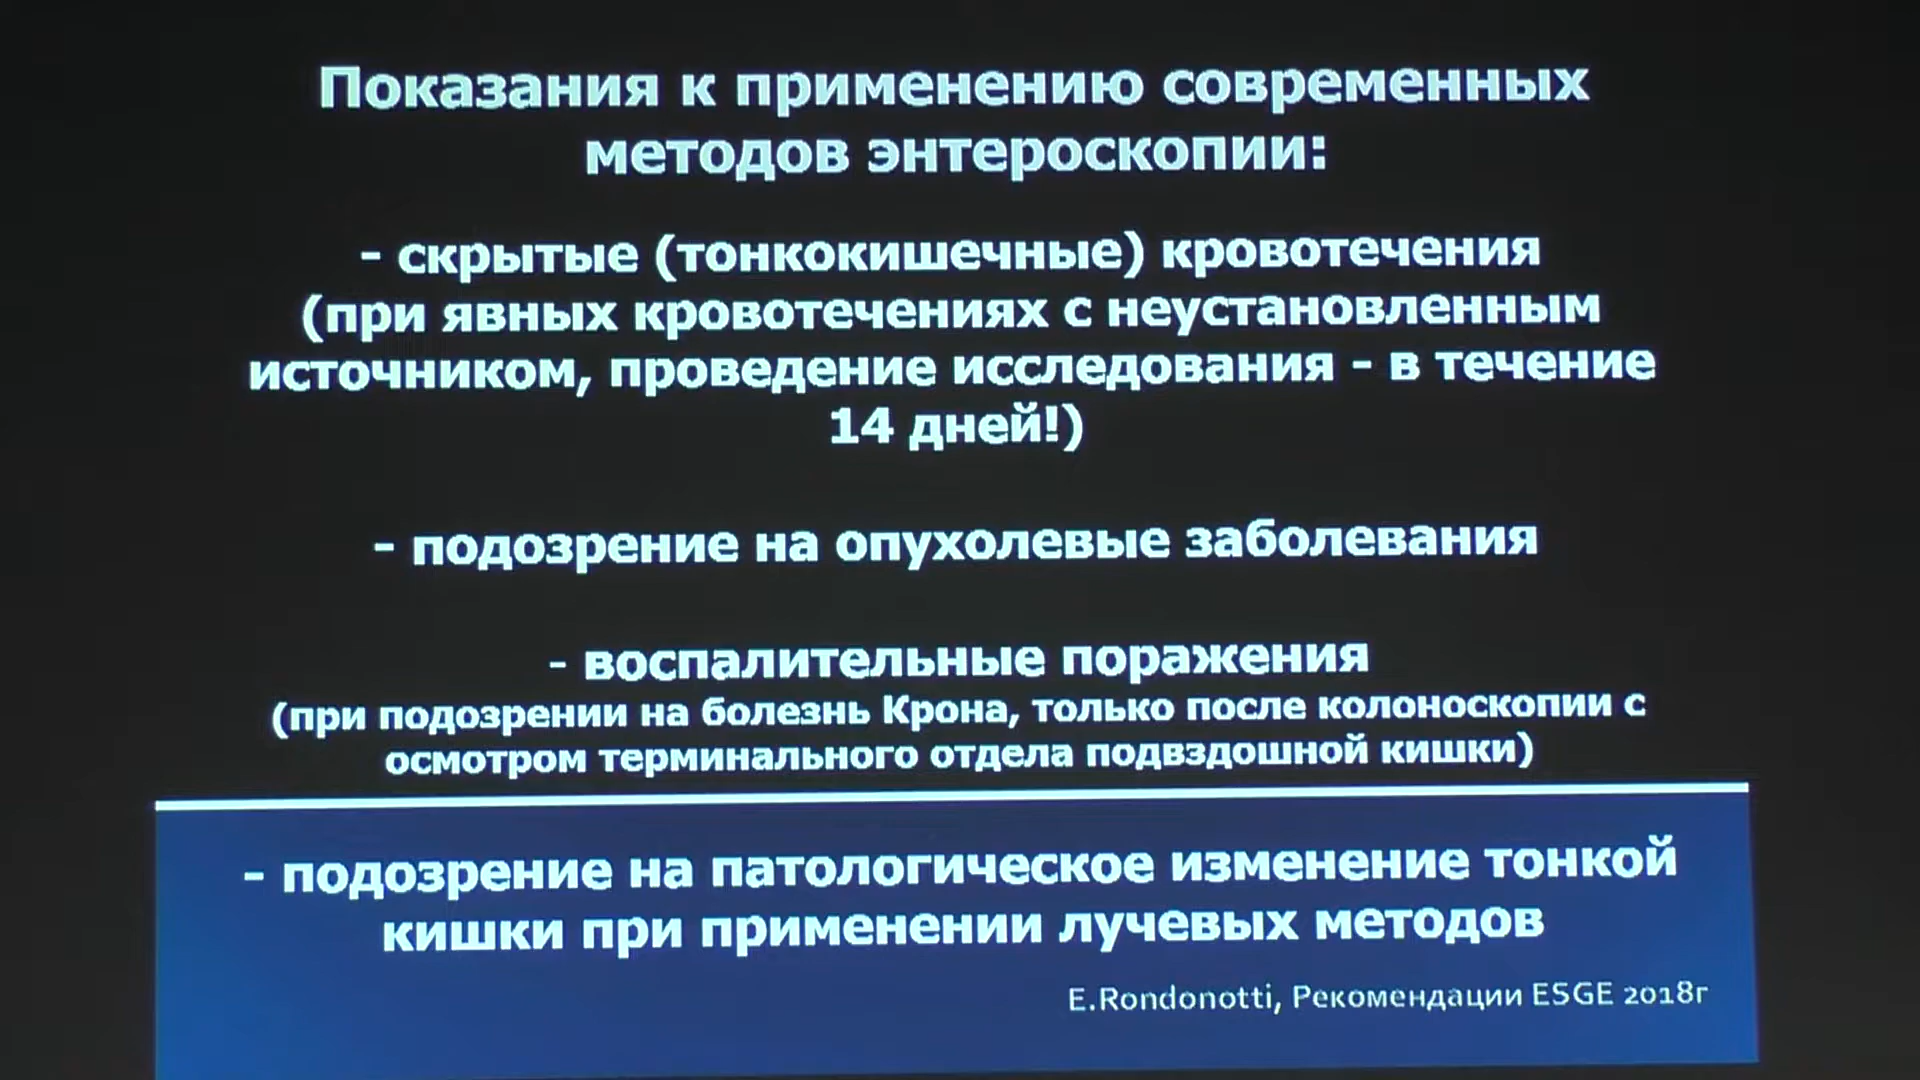 Показания к применению современных
методов энтероскопии:
- скрытые (тонкокишечные) кровотечения
(при явных кровотечениях с неустановленным
источником, проведение исследования - в течение
14 дней!)
- подозрение на опухолевые заболевания
- воспалительные поражения
(при подозрении на болезнь Крона, только после колоноскопии с
осмотром терминального отдела подвздошной кишки)
- подозрение на патологическое изменение тонкой
кишки при применении лучевых методов
E.Rondonotti, Рекомендации ESGE 2018г